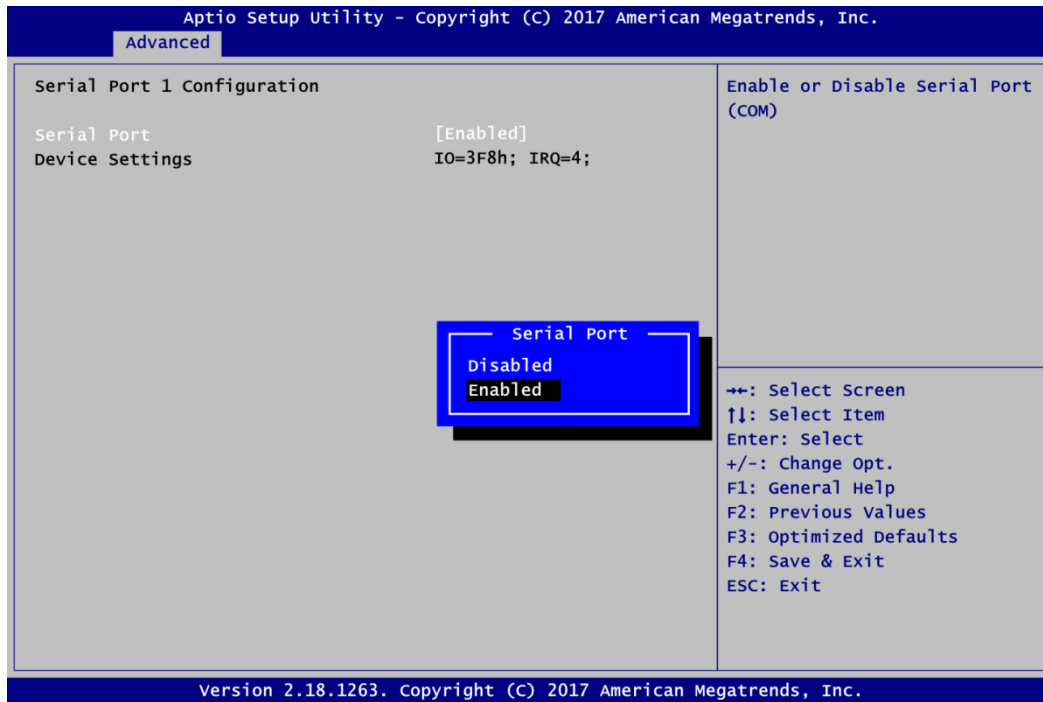 Aptio Setup Utility – Copyright (C) 2017 American Megatrends, Inc.
Advanced
Serial Port 1 Configuration
Serial Port [Enabled]
Device Settings IO=3F8h; IRQ=4;
Enable or Disable Serial Port
(COM)
Serial Port
Disabled
Enabled
→←: Select Screen
↑↓: Select Item
Enter: Select
+/-: Change Opt.
F1: General Help
F2: Previous Values
F3: Optimized Defaults
F4: Save & Exit
ESC: Exit
Version 2.18.1263. Copyright (C) 2017 American Megatrends, Inc.